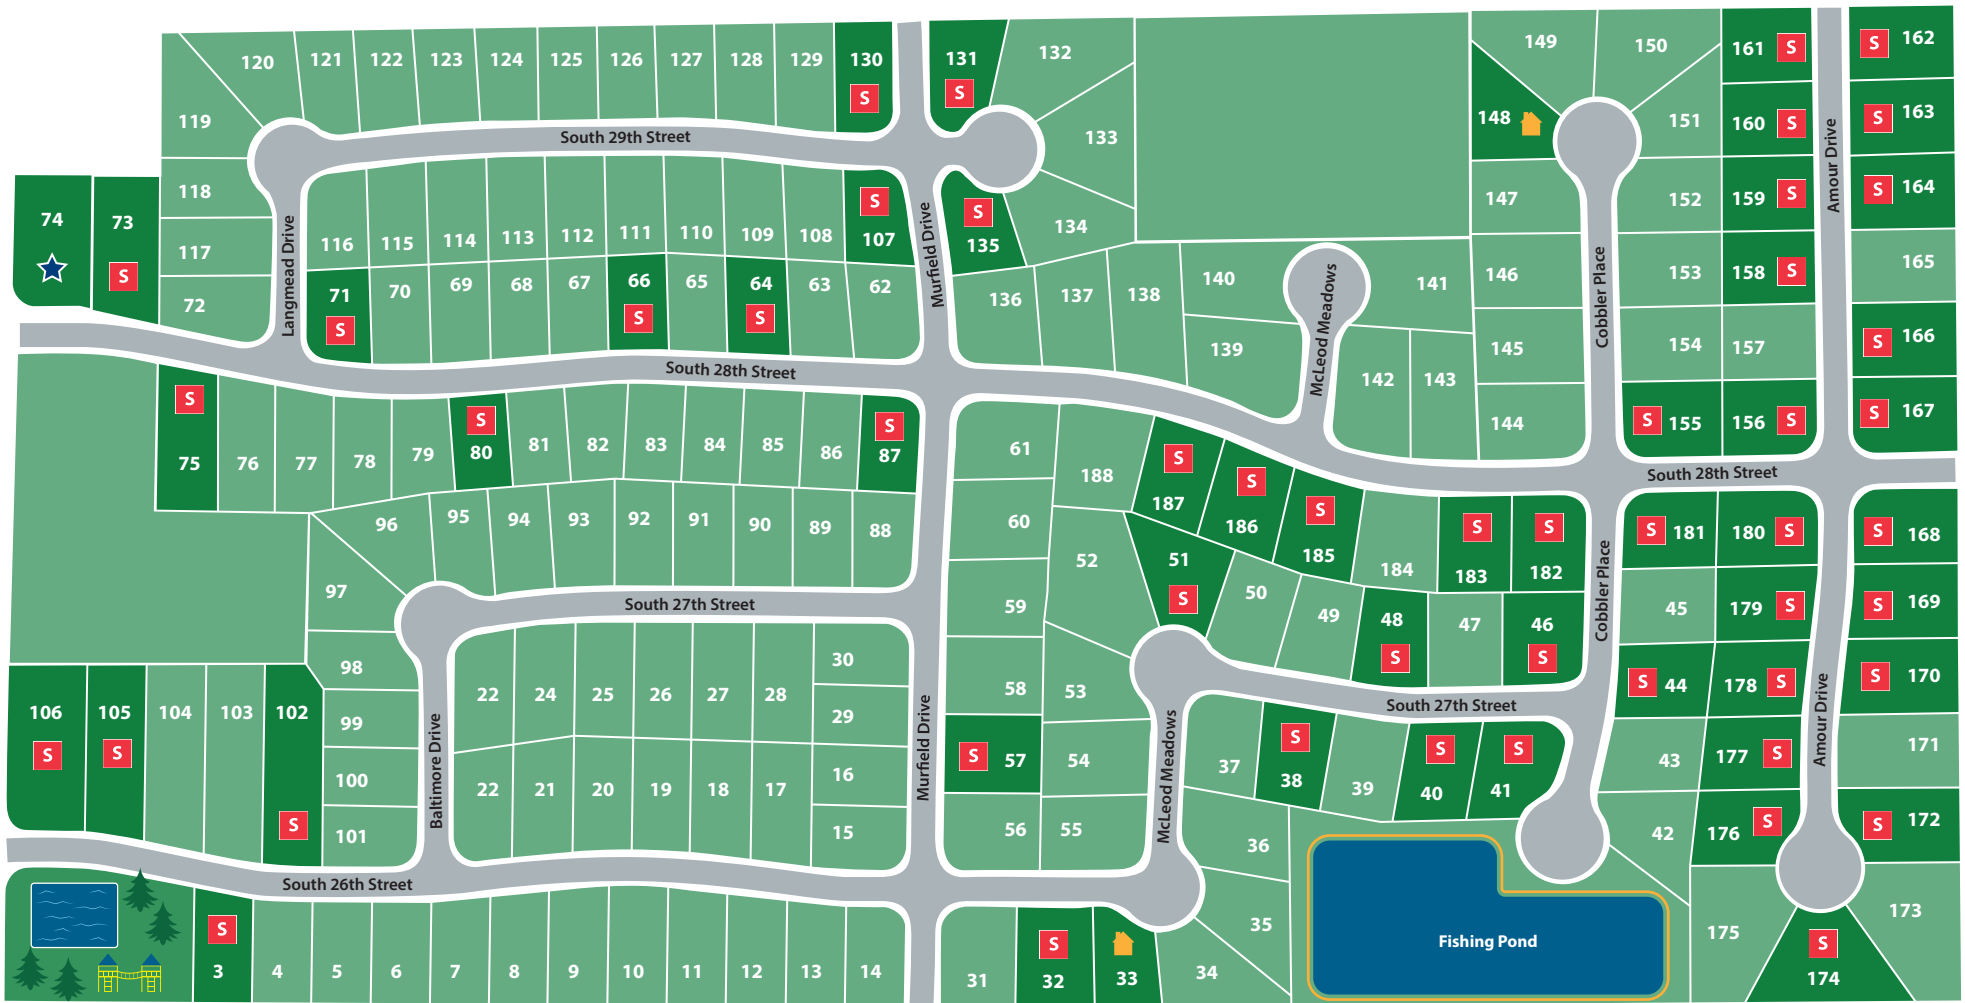 120 121 122 123 124 125 126 127 128 129 130 S
131 S 132
149 150 161 S S 162
119 South 29th Street 133
148 151 160 S Amour Drive S 163
74 73 S 118
116 115 114 113 112 111 110 109 108 S 107
Murfield Drive S 135 134
147 152 159 S S 164
117 Langmead Drive
72
71 S 70 69 68 67 66 S 65 64 S 63 62
136 137 138 140 139 McLeod Meadows 141 142 143
146 145 144 Cobbler Place
153 158 S 165
154 157 S 166
S 155 156 S S 167
South 28th Street
S 75 76 77 78 79 S 80 81 82 83 84 85 86 S 87
61 188 S 187 S 186 S 185 184 S 183 S 182
South 28th Street
96 95 94 93 92 91 90 89 88
60 52 51 S 50 49 48 S 47 46 S
Cobbler Place
S 181 180 S S 168
97 South 27th Street 59
45 179 S S 169
98
22 24 25 26 27 28 30 29
58 53
S 44 178 S S 170
106 S 105 S 104 103 102 S
99 100 101
Baltimore Drive
Murfield Drive
South 27th Street
22 21 20 19 18 17 16 15
S 57 54
56 55
McLeod Meadows
37 S 38 39 S 40 S 41
43 177 S Amour Drive 171
42 176 S S 172
36 35
South 26th Street
S 3 4 5 6 7 8 9 10 11 12 13 14
31 S 32 33 34
Fishing Pond
175 S 174 173